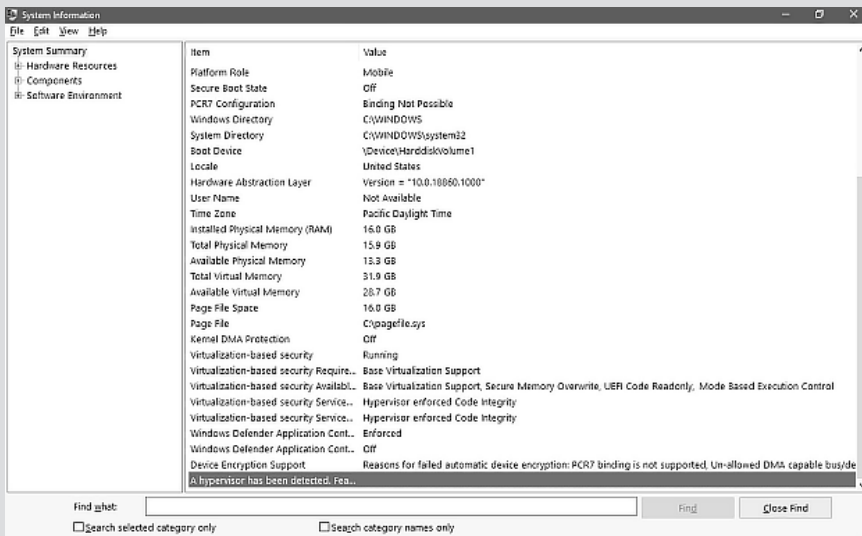 System Information
File Edit View Help
System Summary
Hardware Resources
Components
Software Environment
Item Value
Platform Role Mobile
Secure Boot State Off
PCR7 Configuration Binding Not Possible
Windows Directory C:\WINDOWS
System Directory C:\WINDOWS\system32
Boot Device \Device\HarddiskVolume1
Locale United States
Hardware Abstraction Layer Version = "10.0.18860.1000"
User Name Not Available
Time Zone Pacific Daylight Time
Installed Physical Memory (RAM) 16.0 GB
Total Physical Memory 15.9 GB
Available Physical Memory 13.3 GB
Total Virtual Memory 31.9 GB
Available Virtual Memory 28.7 GB
Page File Space 16.0 GB
Page File C:\pagefile.sys
Kernel DMA Protection Off
Virtualization-based security Running
Virtualization-based security Require... Base Virtualization Support
Virtualization-based security Availabl... Base Virtualization Support, Secure Memory Overwrite, UEFI Code Readonly, Mode Based Execution Control
Virtualization-based security Service... Hypervisor enforced Code Integrity
Virtualization-based security Service... Hypervisor enforced Code Integrity
Windows Defender Application Cont... Enforced
Windows Defender Application Cont... Off
Device Encryption Support Reasons for failed automatic device encryption: PCR7 binding is not supported, Un-allowed DMA capable bus/de
A hypervisor has been detected. Fea...
Find what: Find Close Find
Search selected category only Search category names only